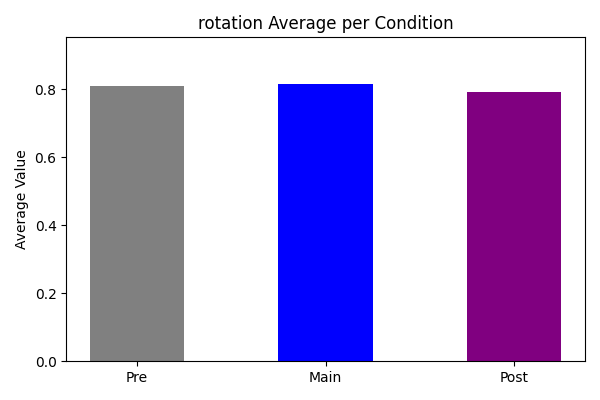 rotation Average per Condition
Average Value
0.8
0.6
0.4
0.2
0.0
Pre
Main
Post